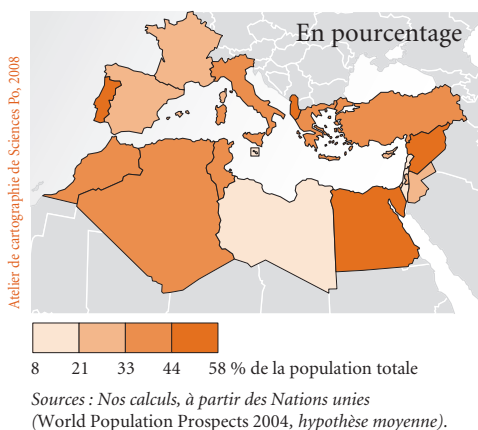 En pourcentage
Atelier de cartographie de Sciences Po, 2008
8 21 33 44 58 % de la population totale
Sources : Nos calculs, à partir des Nations unies
(World Population Prospects 2004, hypothèse moyenne).